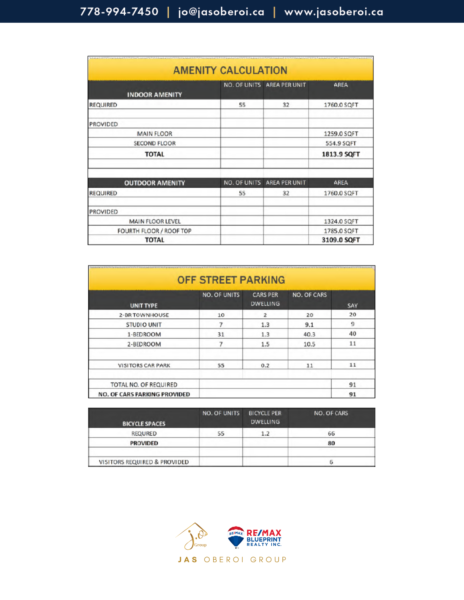 778-994-7450 | jo@jasoberoi.ca | www.jasoberoi.ca
AMENITY CALCULATION
INDOOR AMENITY NO. OF UNITS AREA PER UNIT AREA
REQUIRED 55 32 1760.0 SQFT
PROVIDED
MAIN FLOOR 1259.0 SQFT
SECOND FLOOR 554.9 SQFT
TOTAL 1813.9 SQFT
OUTDOOR AMENITY NO. OF UNITS AREA PER UNIT AREA
REQUIRED 55 32 1760.0 SQFT
PROVIDED
MAIN FLOOR LEVEL 1324.0 SQFT
FOURTH FLOOR / ROOF TOP 1785.0 SQFT
TOTAL 3109.0 SQFT
OFF STREET PARKING
UNIT TYPE NO. OF UNITS CARS PER DWELLING NO. OF CARS SAY
2-BR TOWNHOUSE 10 2 20 20
STUDIO UNIT 7 1.3 9.1 9
1-BEDROOM 31 1.3 40.3 40
2-BEDROOM 7 1.5 10.5 11
VISITORS CAR PARK 55 0.2 11 11
TOTAL NO. OF REQUIRED 91
NO. OF CARS PARKING PROVIDED 91
BICYCLE SPACES NO. OF UNITS BICYCLE PER DWELLING NO. OF CARS
REQUIRED 55 1.2 66
PROVIDED 80
VISITORS REQUIRED & PROVIDED 6
RE/MAX RE/MAX
BLUEPRINT
REALTY INC.
JAS OBEROI GROUP